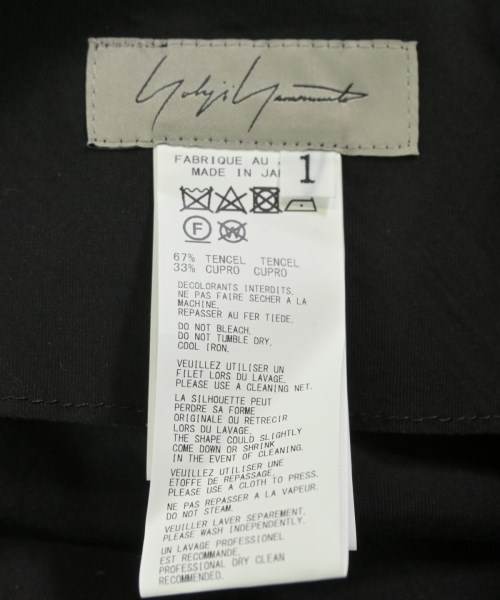 Yohji Yamamoto
FABRIQUE AU
MADE IN JA
1
F W
67% TENCEL TENCEL
33% CUPRO CUPRO
DECOLORANTS INTERDITS.
NE PAS FAIRE SECHER A LA
MACHINE.
REPASSER AU FER TIEDE.
DO NOT BLEACH.
DO NOT TUMBLE DRY.
COOL IRON.
VEUILLEZ UTILISER UN
FILET LORS DU LAVAGE.
PLEASE USE A CLEANING NET.
LA SILHOUETTE PEUT
PERDRE SA FORME
ORIGINALE OU RETRECIR
LORS DU LAVAGE.
THE SHAPE COULD SLIGHTLY
COME DOWN OR SHRINK
IN THE EVENT OF CLEANING.
VEUILLEZ UTILISER UNE
ETOFFE DE REPASSAGE.
PLEASE USE A CLOTH TO PRESS.
NE PAS REPASSER A LA VAPEUR.
DO NOT STEAM.
VEUILLER LAVER SEPAREMENT.
PLEASE WASH INDEPENDENTLY.
UN LAVAGE PROFESSIONNEL
EST RECOMMANDE.
PROFESSIONAL DRY CLEAN
RECOMMENDED.